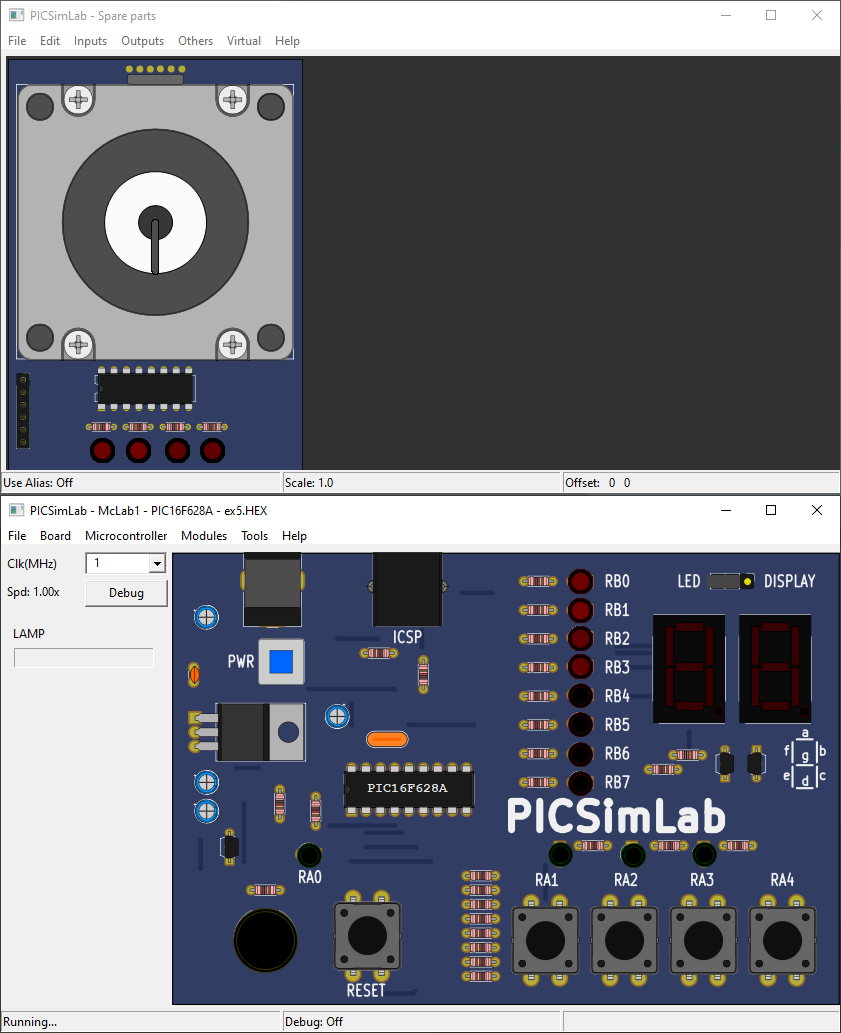 PICSimLab - Spare parts
File Edit Inputs Outputs Others Virtual Help
Use Alias: Off Scale: 1.0 Offset: 0 0
PICSimLab - McLab1 - PIC16F628A - ex5.HEX
File Board Microcontroller Modules Tools Help
Clk(MHz) 1
Spd: 1.00x Debug
LAMP
ICSP
PWR
RB0
RB1
RB2
RB3
RB4
RB5
RB6
RB7
LED DISPLAY
a
f b
g
e c
d
PIC16F628A
PICSimLab
RA0
RA1 RA2 RA3 RA4
RESET
Running... Debug: Off